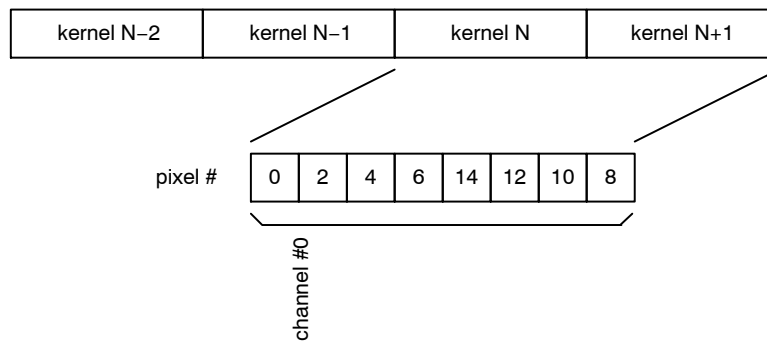 kernel N−2 kernel N−1 kernel N kernel N+1
pixel # 0 2 4 6 14 12 10 8
channel #0